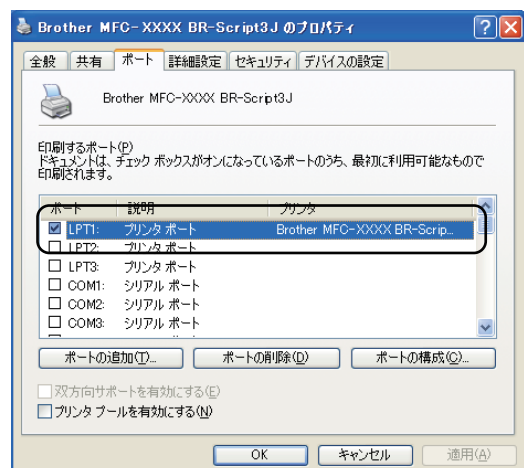 Brother MFC-XXXX BR-Script3J のプロパティ
全般 共有 ポート 詳細設定 セキュリティ デバイスの設定
Brother MFC-XXXX BR-Script3J
印刷するポート(P)
ドキュメントは、チェック ボックスがオンになっているポートのうち、最初に利用可能なもので
印刷されます。
ポート 説明 プリンタ
LPT1: プリンタ ポート Brother MFC-XXXX BR-Scrip...
LPT2: プリンタ ポート
LPT3: プリンタ ポート
COM1: シリアル ポート
COM2: シリアル ポート
COM3: シリアル ポート
ポートの追加(T)... ポートの削除(D) ポートの構成(C)...
双方向サポートを有効にする(E)
プリンタ プールを有効にする(N)
OK キャンセル 適用(A)